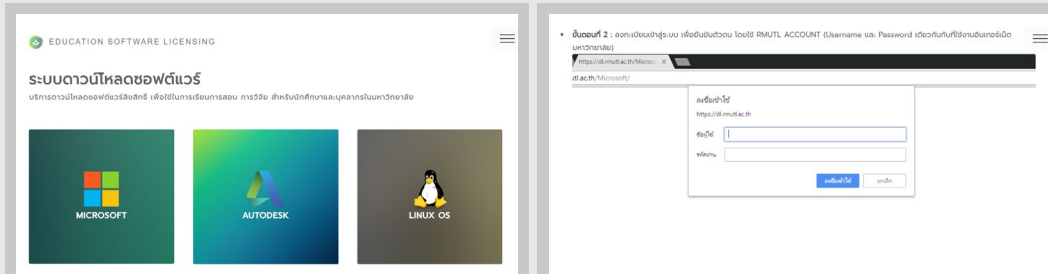 EDUCATION SOFTWARE LICENSING
ระบบดาวน์โหลดซอฟต์แวร์
บริการดาวน์โหลดซอฟต์แวร์ลิขสิทธิ์ เพื่อใช้ในการเรียนการสอน การวิจัย สำหรับนักศึกษาและบุคลากรในมหาวิทยาลัย
MICROSOFT
AUTODESK
LINUX OS
ขั้นตอนที่ 2 : ลงทะเบียนเข้าสู่ระบบ เพื่อยืนยันตัวตน โดยใช้ RMUTL ACCOUNT (Username และ Password เดียวกันกับที่ใช้งานอินเทอร์เน็ต
มหาวิทยาลัย)
https://dl.rmutl.ac.th/Micros
.rtl.ac.th/Microsoft/
ลงชื่อเข้าใช้
https://dl.rmutl.ac.th
ชื่อผู้ใช้
รหัสผ่าน
ลงชื่อเข้าใช้
ยกเลิก